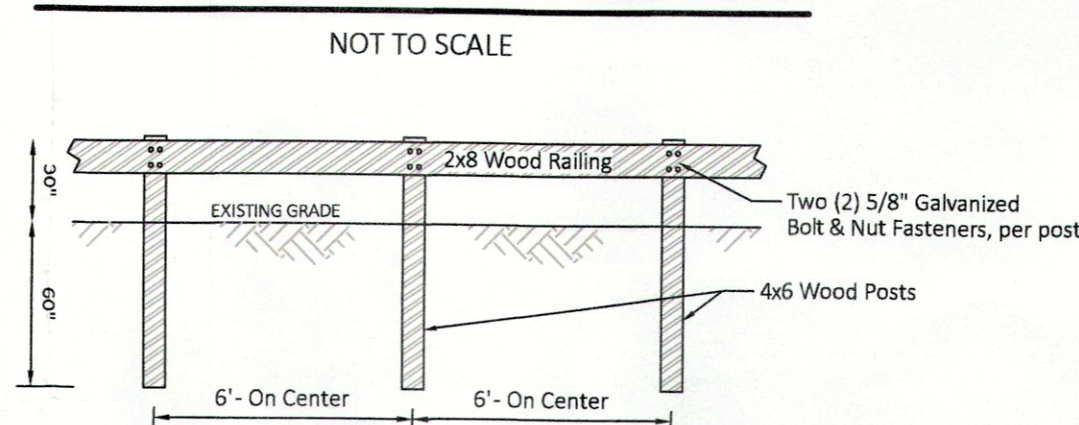 NOT TO SCALE
30"
2x8 Wood Railing
EXISTING GRADE
Two (2) 5/8" Galvanized
Bolt & Nut Fasteners, per post
60"
4x6 Wood Posts
6'- On Center
6'- On Center